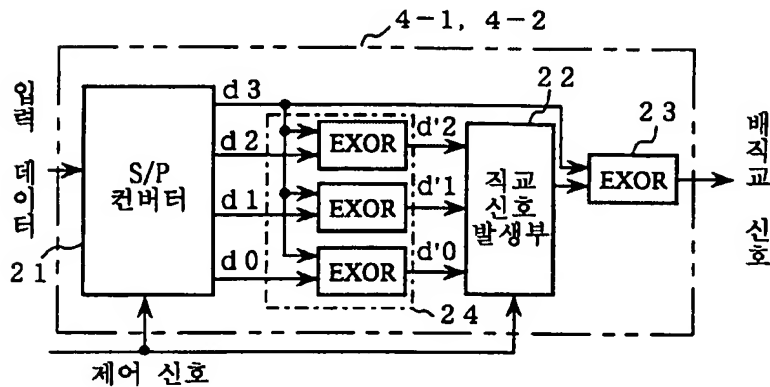 4-1, 4-2
입력 데이터
21
S/P
컨버터
d3
d2
d1
d0
EXOR
EXOR
EXOR
24
d'2
d'1
d'0
22
직교
신호
발생부
23
EXOR
배직교 신호
제어 신호